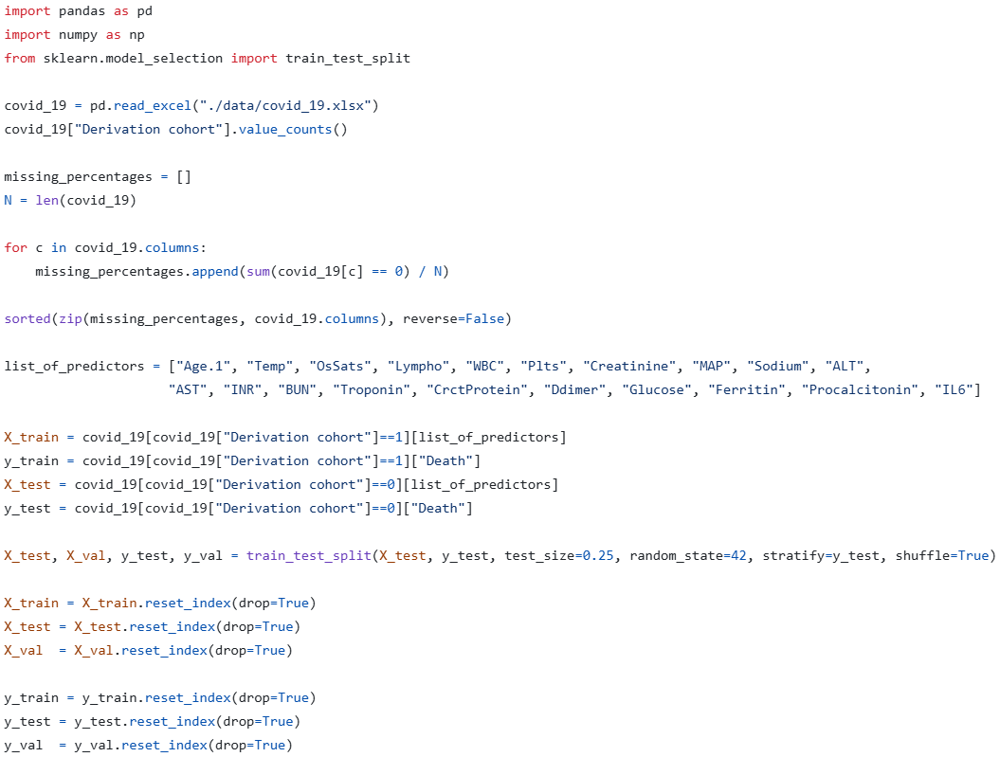 import pandas as pd
import numpy as np
from sklearn.model_selection import train_test_split

covid_19 = pd.read_excel("./data/covid_19.xlsx")
covid_19["Derivation cohort"].value_counts()

missing_percentages = []
N = len(covid_19)

for c in covid_19.columns:
    missing_percentages.append(sum(covid_19[c] == 0) / N)

sorted(zip(missing_percentages, covid_19.columns), reverse=False)

list_of_predictors = ["Age.1", "Temp", "OsSats", "Lympho", "WBC", "Plts", "Creatinine", "MAP", "Sodium", "ALT",
                     "AST", "INR", "BUN", "Troponin", "CrctProtein", "Ddimer", "Glucose", "Ferritin", "Procalcitonin", "IL6"]

X_train = covid_19[covid_19["Derivation cohort"]==1][list_of_predictors]
y_train = covid_19[covid_19["Derivation cohort"]==1]["Death"]
X_test = covid_19[covid_19["Derivation cohort"]==0][list_of_predictors]
y_test = covid_19[covid_19["Derivation cohort"]==0]["Death"]

X_test, X_val, y_test, y_val = train_test_split(X_test, y_test, test_size=0.25, random_state=42, stratify=y_test, shuffle=True)

X_train = X_train.reset_index(drop=True)
X_test = X_test.reset_index(drop=True)
X_val  = X_val.reset_index(drop=True)

y_train = y_train.reset_index(drop=True)
y_test = y_test.reset_index(drop=True)
y_val  = y_val.reset_index(drop=True)